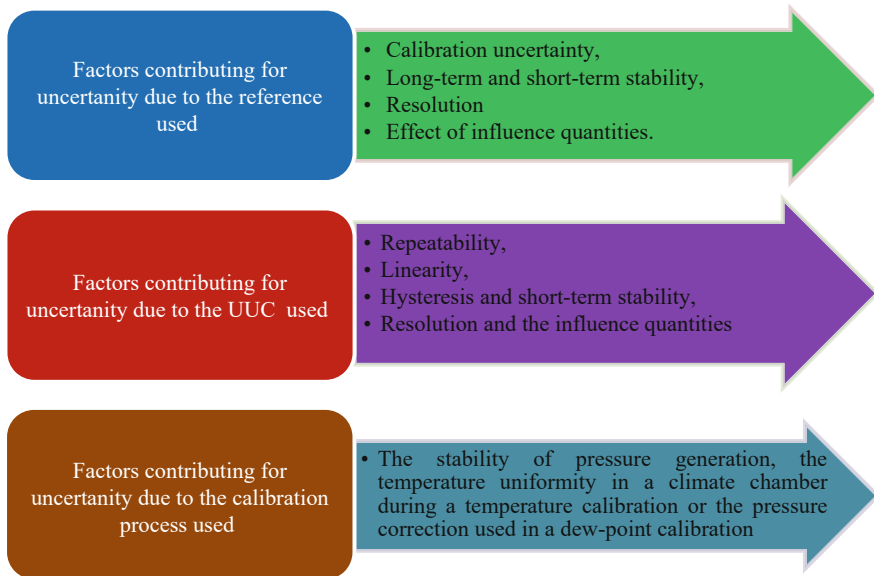 Factors contributing for
uncertanity due to the reference
used
• Calibration uncertainty,
• Long-term and short-term stability,
• Resolution
• Effect of influence quantities.
Factors contributing for
uncertanity due to the UUC used
• Repeatability,
• Linearity,
• Hysteresis and short-term stability,
• Resolution and the influence quantities
Factors contributing for
uncertanity due to the calibration
process used
• The stability of pressure generation, the
temperature uniformity in a climate chamber
during a temperature calibration or the pressure
correction used in a dew-point calibration